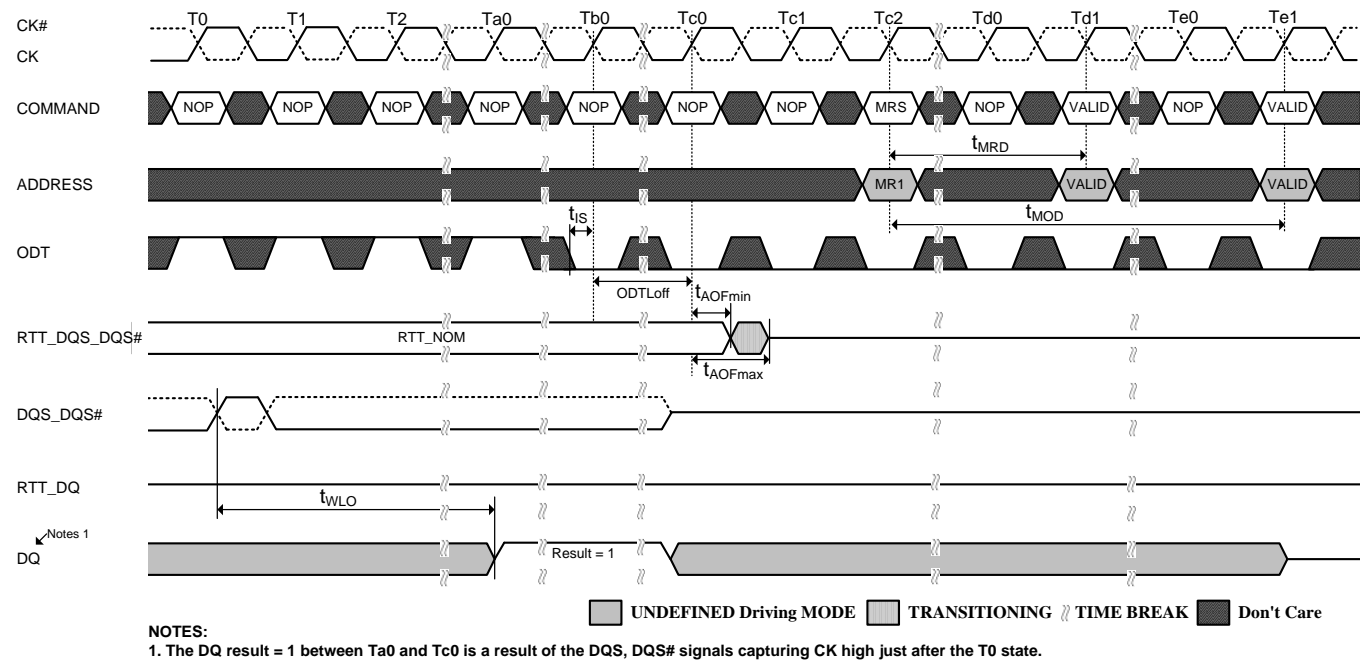 T0 T1 T2 Ta0 Tb0 Tc0 Tc1 Tc2 Td0 Td1 Te0 Te1
CK#
CK
COMMAND NOP NOP NOP NOP NOP NOP NOP MRS NOP VALID NOP VALID
tMRD
ADDRESS MR1 VALID VALID
tIS tMOD
ODT
ODTLoff tAOFmin
RTT_DQS_DQS# RTT_NOM
tAOFmax
DQS_DQS#
RTT_DQ
tWLO
Notes 1
DQ Result = 1
UNDEFINED Driving MODE TRANSITIONING TIME BREAK Don't Care
NOTES:
1. The DQ result = 1 between Ta0 and Tc0 is a result of the DQS, DQS# signals capturing CK high just after the T0 state.